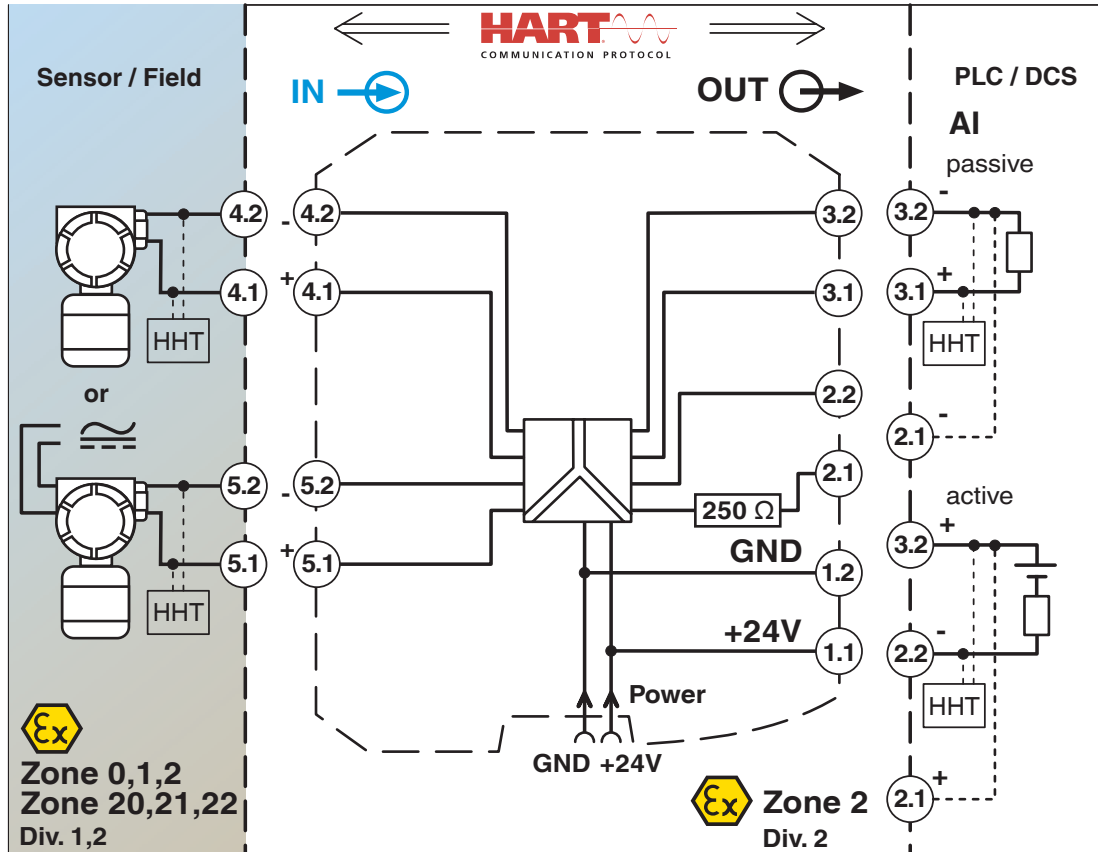 HART
COMMUNICATION PROTOCOL
Sensor / Field
IN
OUT
PLC / DCS
AI
passive
4.2
-
4.2
3.2
3.2
-
4.1
+
4.1
3.1
3.1
+
HHT
HHT
or
2.2
2.1
-
5.2
-
5.2
2.1
250 Ω
active
GND
3.2
+
5.1
+
5.1
1.2
HHT
+24V
1.1
2.2
-
Power
HHT
GND +24V
Ex
Zone 0,1,2
Zone 20,21,22
Div. 1,2
Ex
Zone 2
Div. 2
2.1
+